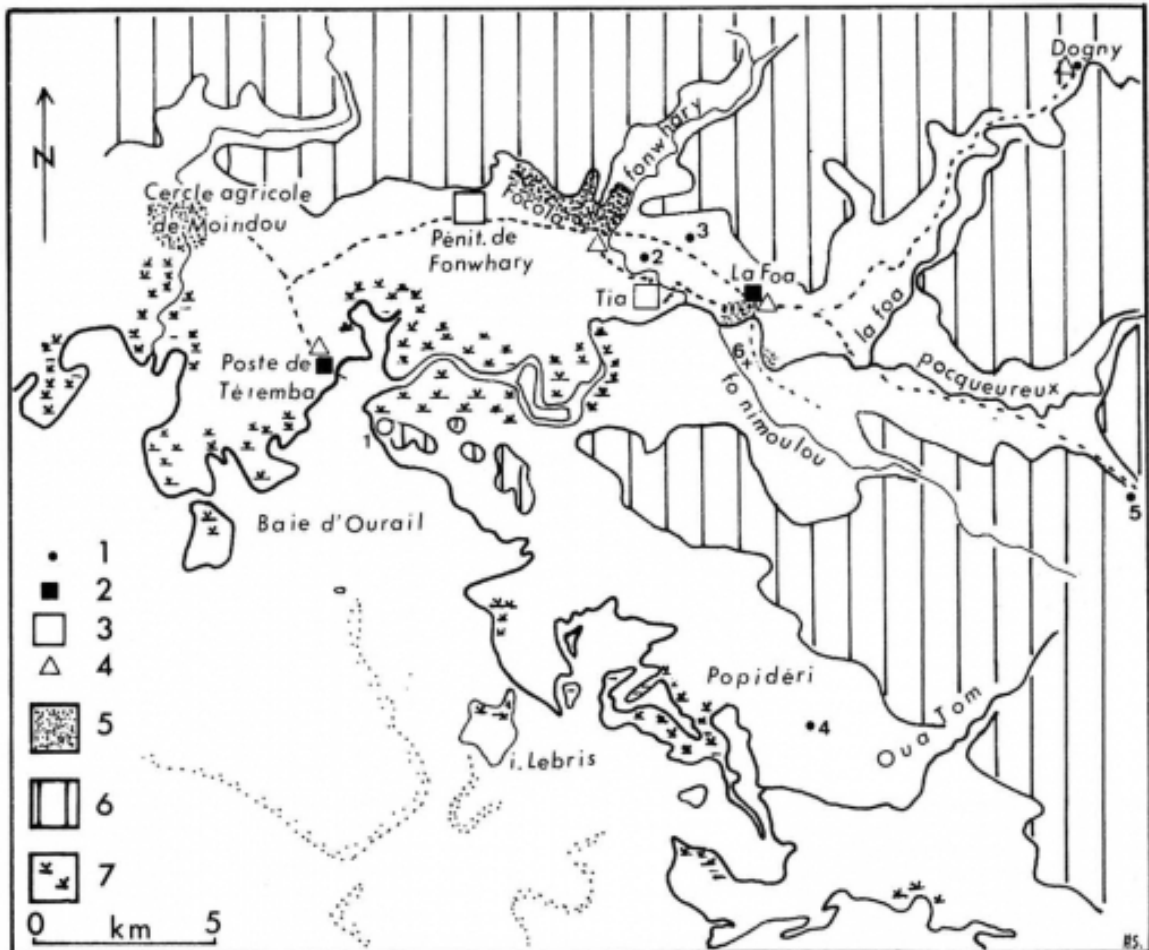 Dogny
N
fonwhary
Cercle agricole
de Moindou
Focola
Pénit. de
Fonwhary
3
2
La Foa
Tia
la foa
Poste de
Téremba
6
pocqueureux
fo nimoulou
1
5
Baie d'Ourail
1
2
3
4
5
6
7
Popidéri
4
Oua Tom
i. Lebris
0 km 5
HS.